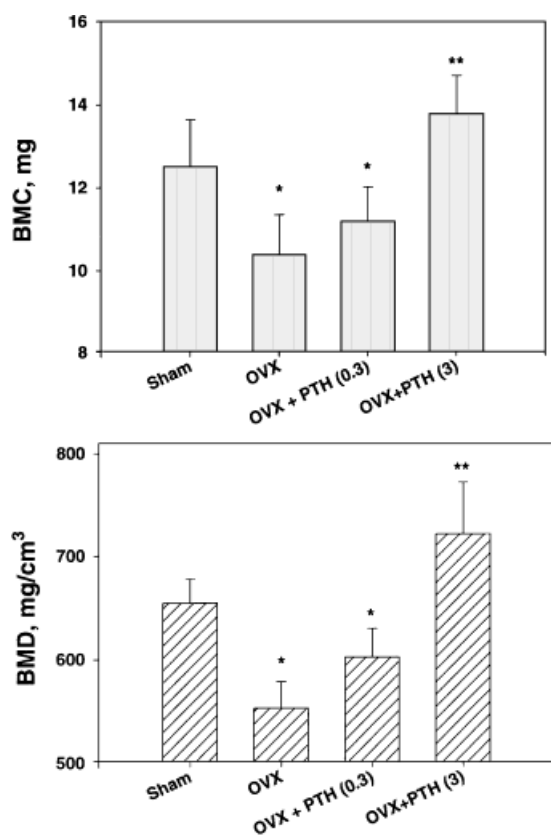 16
14
12
10
8
BMC, mg
*
*
**
Sham
OVX
OVX + PTH (0.3)
OVX+PTH (3)
800
700
600
500
BMD, mg/cm³
*
*
**
Sham
OVX
OVX + PTH (0.3)
OVX+PTH (3)